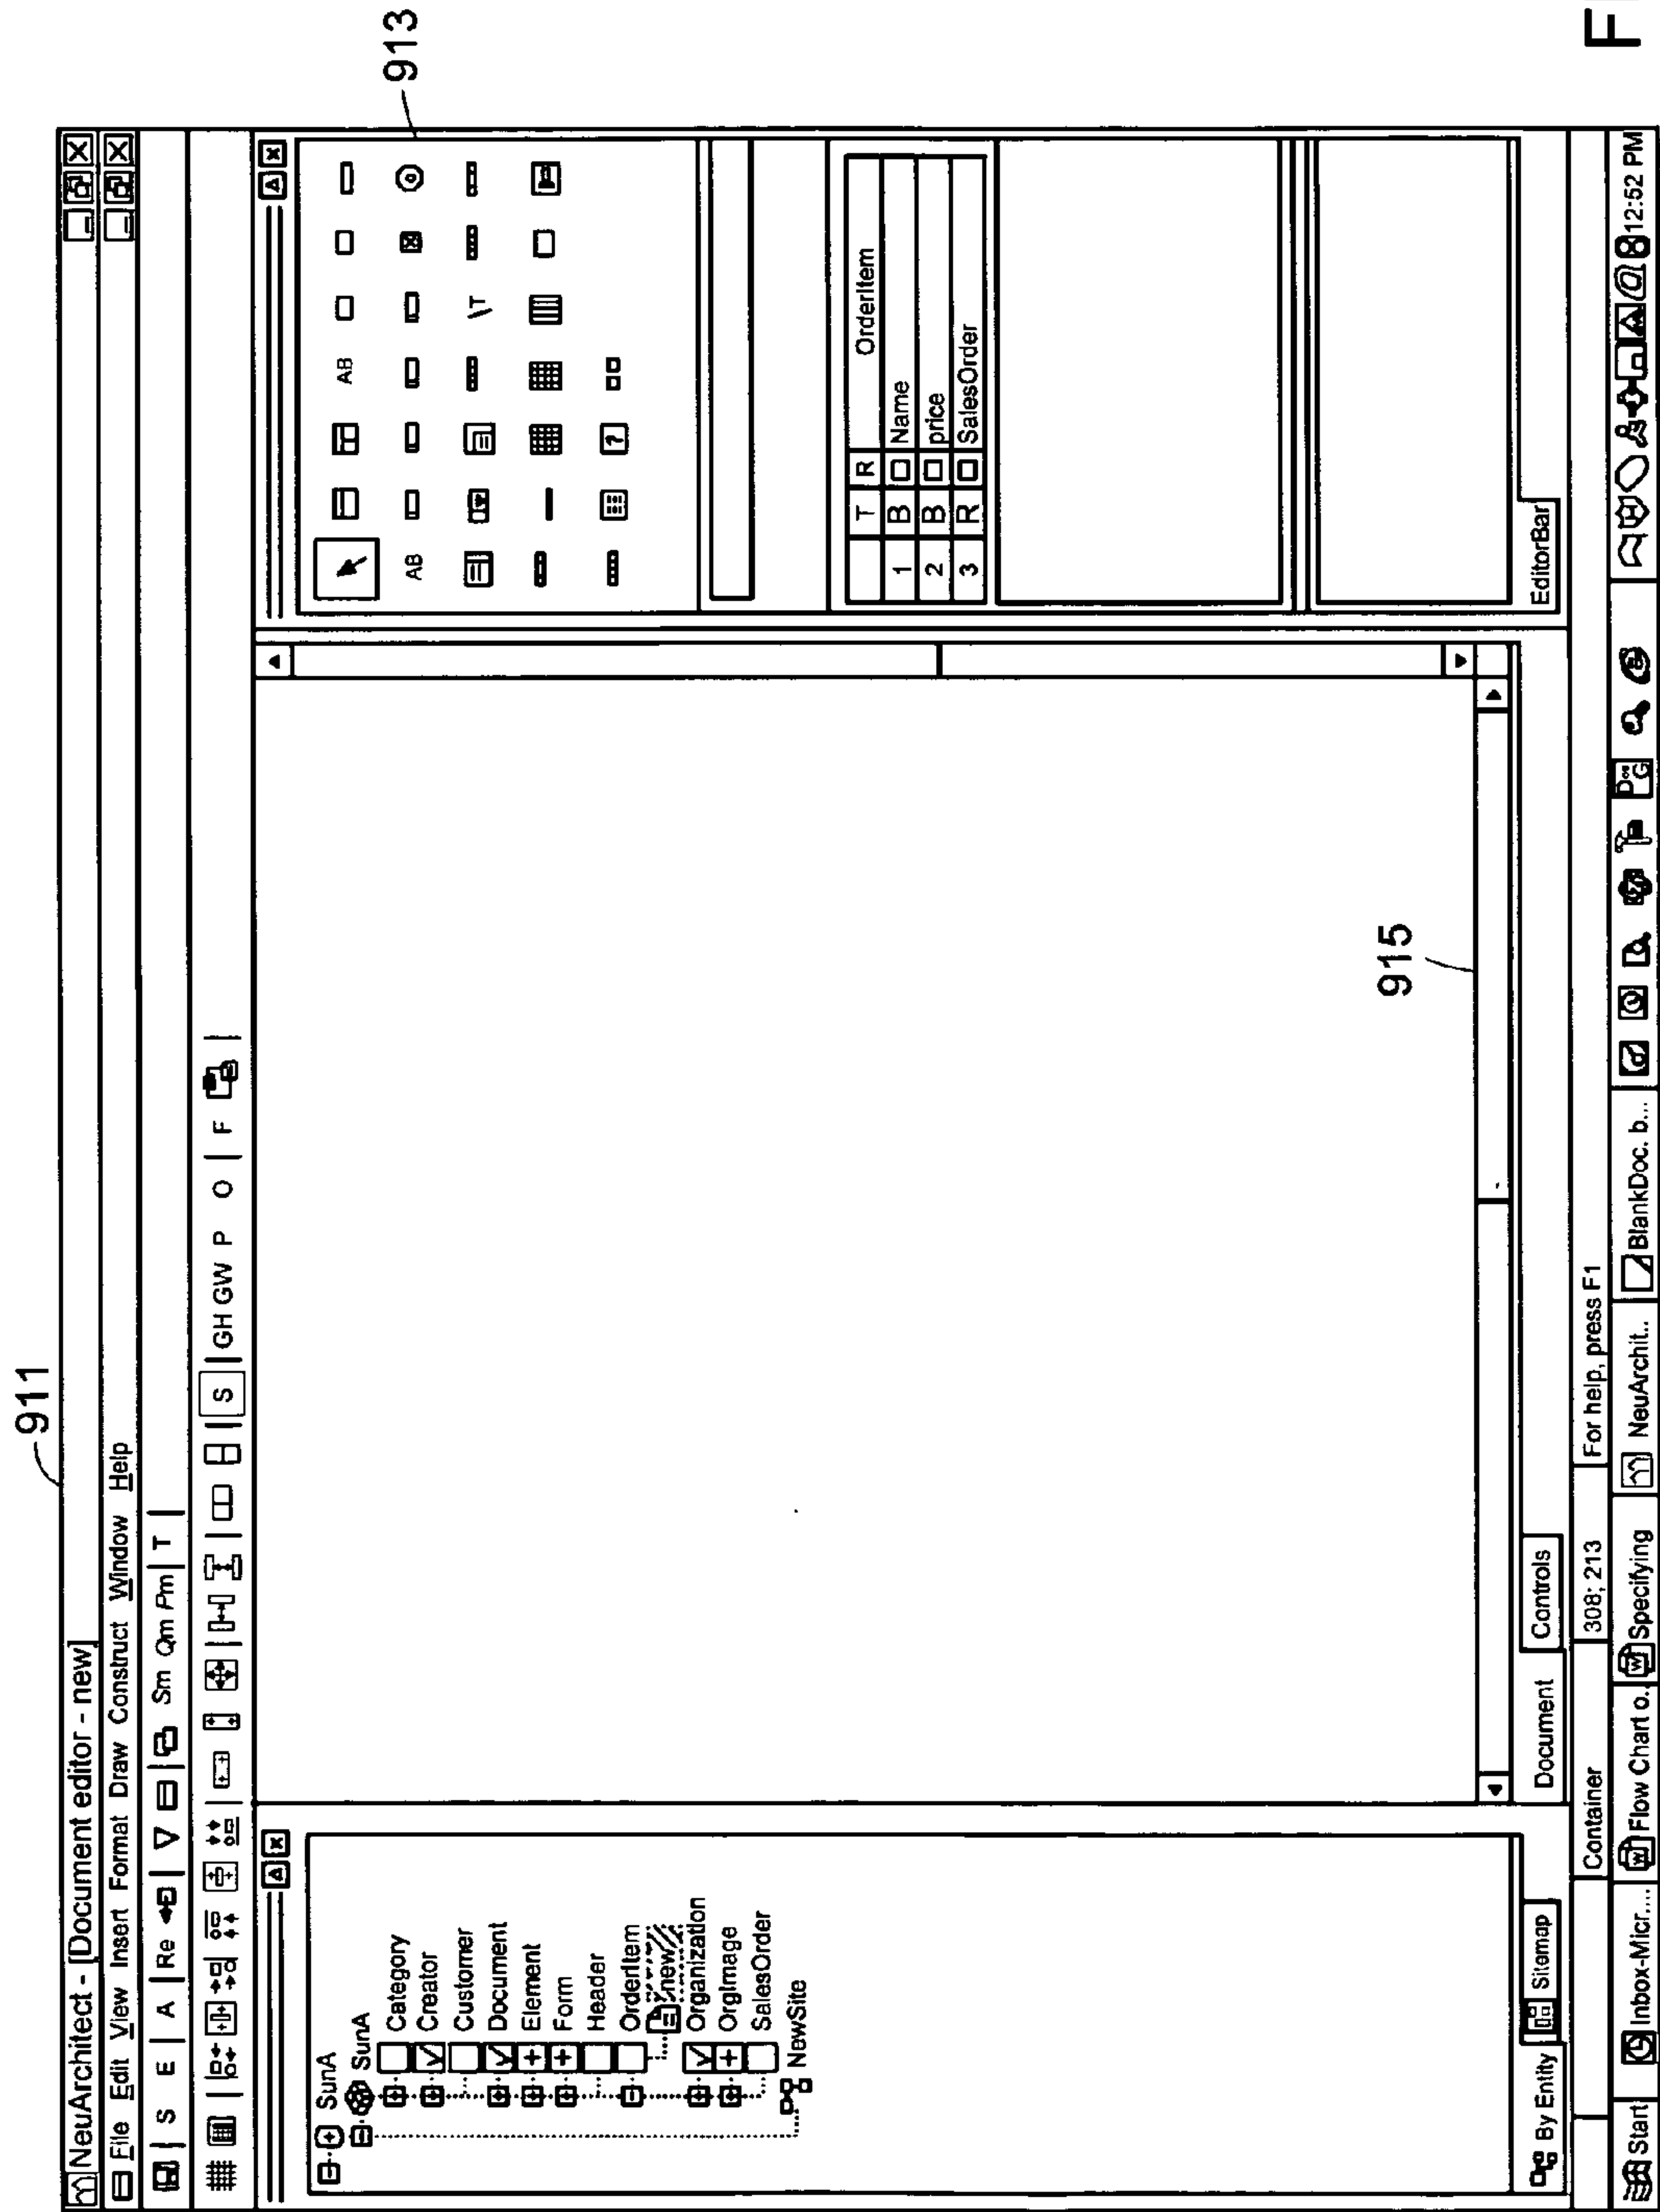 911
NeuArchitect - [Document editor - new]
File Edit View Insert Format Draw Construct Window Help
S E A Re Sm Qm Pm T
S GH GW P O F
SunA
SunA
Category
Creator
Customer
Document
Element
Form
Header
OrderItem
new
Organization
OrgImage
SalesOrder
NewSite
By Entity Sitemap
915
Document Controls
913
AB
AB
\T
?
T R OrderItem
1 B Name
2 B price
3 R SalesOrder
EditorBar
Container 308; 213 For help, press F1
Start Inbox-Micr... Flow Chart o.. Specifying NeuArchit.. BlankDoc. b... 12:52 PM
F